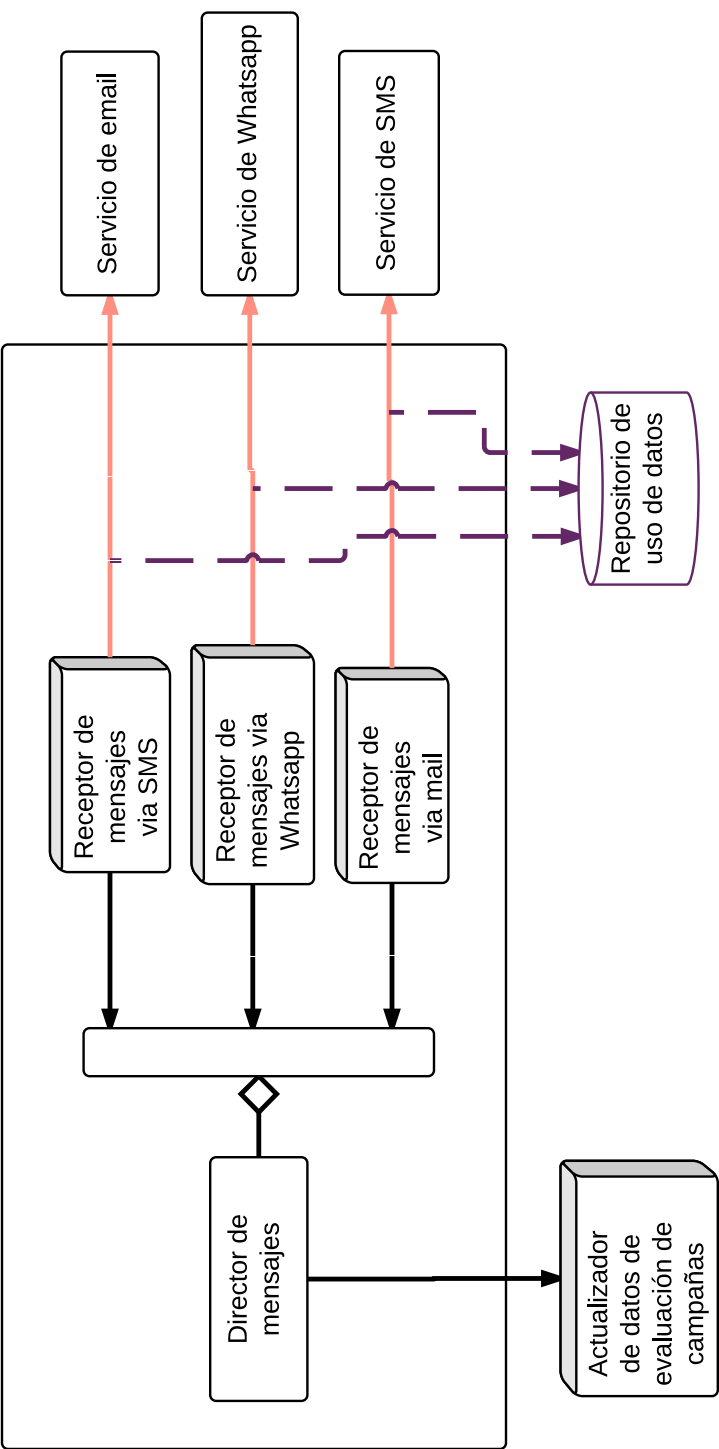 Servicio de email
Servicio de Whatsapp
Servicio de SMS
Repositorio de
uso de datos
Receptor de
mensajes
via SMS
Receptor de
mensajes via
Whatsapp
Receptor de
mensajes
via mail
Director de
mensajes
Actualizador
de datos de
evaluación de
campañas